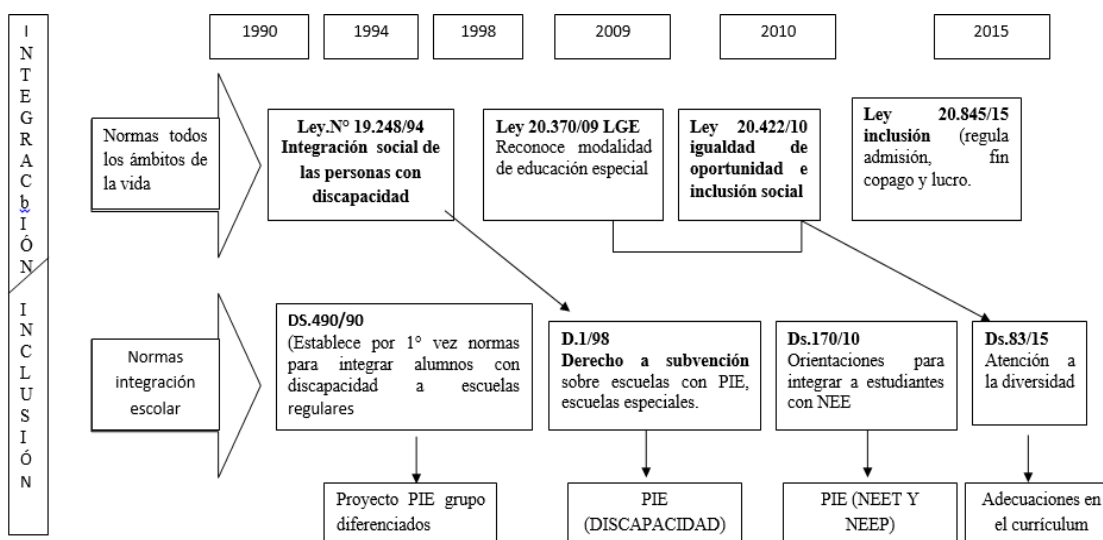 INTEGRACbIÓN
INCLUSIÓN
1990
1994
1998
2009
2010
2015
Normas todos
los ámbitos de
la vida
Ley.N° 19.248/94
Integración social de
las personas con
discapacidad
Ley 20.370/09 LGE
Reconoce modalidad
de educación especial
Ley 20.422/10
igualdad de
oportunidad e
inclusión social
Ley 20.845/15
inclusión (regula
admisión, fin
copago y lucro.
Normas
integración
escolar
DS.490/90
(Establece por 1° vez normas
para integrar alumnos con
discapacidad a escuelas
regulares
D.1/98
Derecho a subvención
sobre escuelas con PIE,
escuelas especiales.
Ds.170/10
Orientaciones para
integrar a estudiantes
con NEE
Ds.83/15
Atención a
la diversidad
Proyecto PIE grupo
diferenciados
PIE
(DISCAPACIDAD)
PIE (NEET Y
NEEP)
Adecuaciones en
el currículum